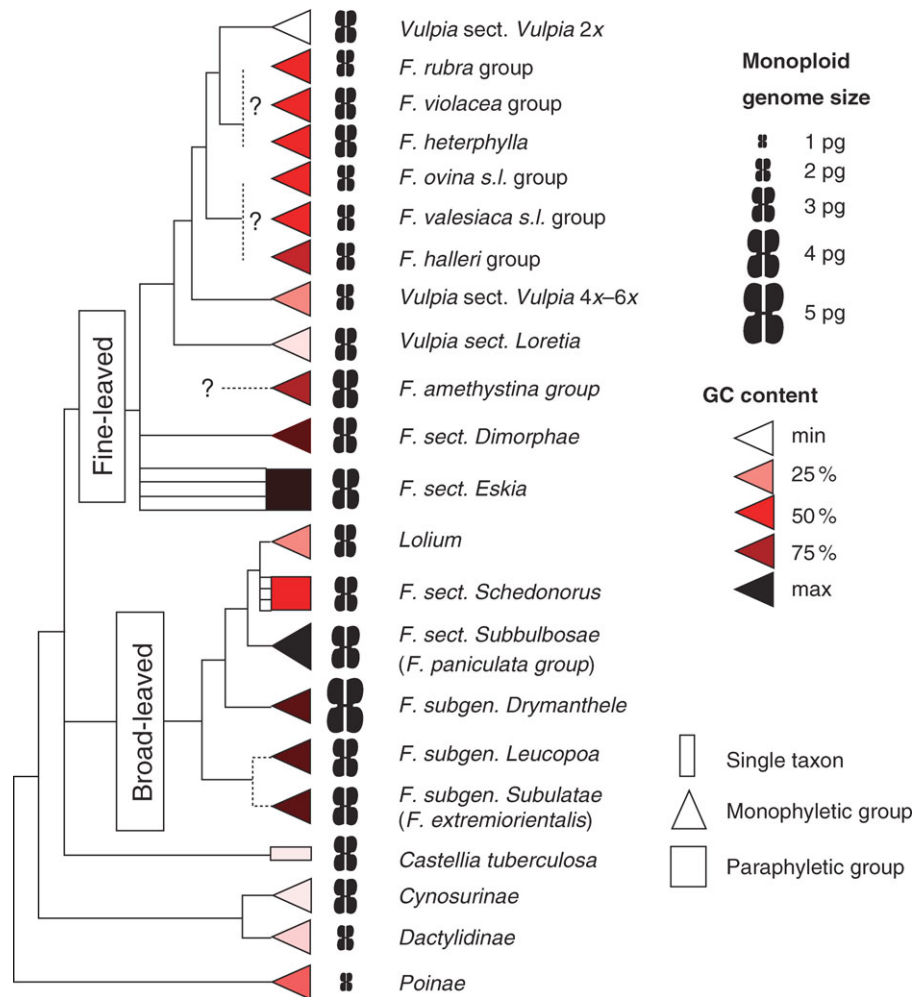 Vulpia sect. Vulpia 2x
F. rubra group
?
F. violacea group
F. heterphylla
F. ovina s.l. group
?
F. valesiaca s.l. group
F. halleri group
Vulpia sect. Vulpia 4x–6x
Vulpia sect. Loretia
?
F. amethystina group
F. sect. Dimorphae
F. sect. Eskia
Fine-leaved
Lolium
F. sect. Schedonorus
F. sect. Subbulbosae
(F. paniculata group)
F. subgen. Drymanthele
F. subgen. Leucopoa
F. subgen. Subulatae
(F. extremiorientalis)
Broad-leaved
Castellia tuberculosa
Cynosurinae
Dactylidinae
Poinae
Monoploid
genome size
1 pg
2 pg
3 pg
4 pg
5 pg
GC content
min
25 %
50 %
75 %
max
Single taxon
Monophyletic group
Paraphyletic group